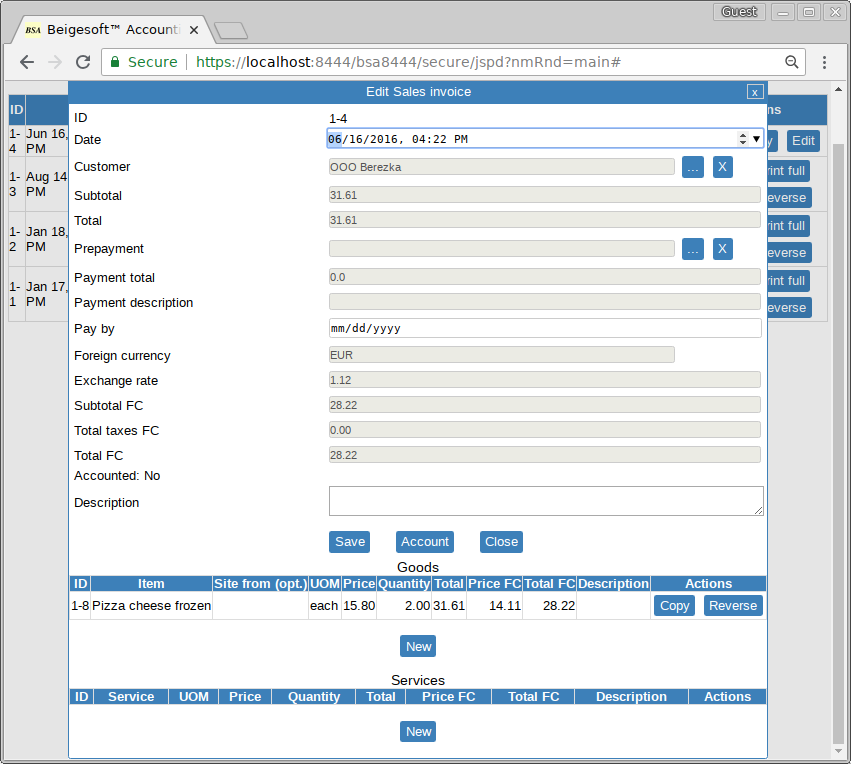 Guest
BSA Beigesoft™ Accounti
Secure https://localhost:8444/bsa8444/secure/jspd?nmRnd=main#
Edit Sales invoice x
ID 1-4
Date 06/16/2016, 04:22 PM
Customer OOO Berezka ... X
Subtotal 31.61
Total 31.61
Prepayment ... X
Payment total 0.0
Payment description
Pay by mm/dd/yyyy
Foreign currency EUR
Exchange rate 1.12
Subtotal FC 28.22
Total taxes FC 0.00
Total FC 28.22
Accounted: No
Description
Save Account Close
Goods
ID Item Site from (opt.) UOM Price Quantity Total Price FC Total FC Description Actions
1-8 Pizza cheese frozen each 15.80 2.00 31.61 14.11 28.22 Copy Reverse
New
Services
ID Service UOM Price Quantity Total Price FC Total FC Description Actions
New
ID ns
1-4 Jun 16, PM y Edit
1-3 Aug 14 PM int full
everse
1-2 Jan 18, PM int full
everse
1-1 Jan 17, PM int full
everse